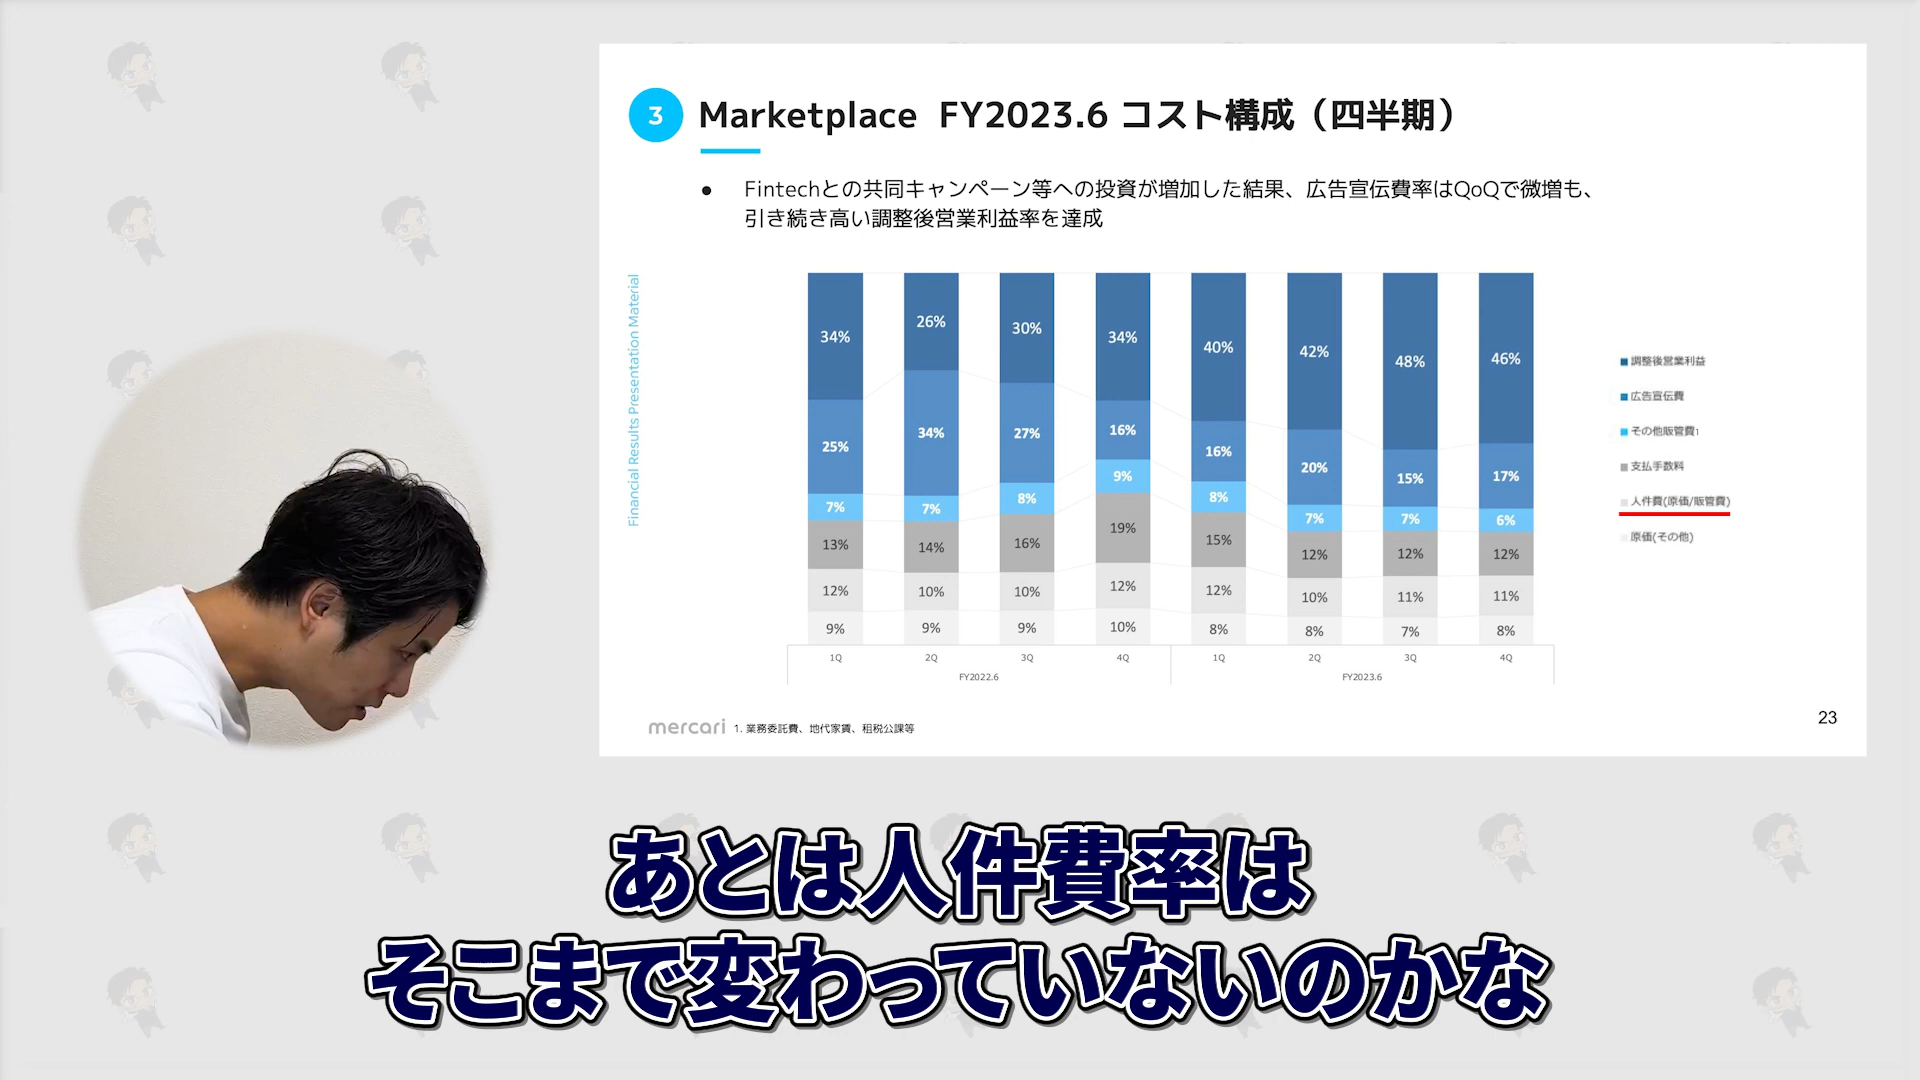 3 Marketplace FY2023.6 コスト構成（四半期）
● Fintechとの共同キャンペーン等への投資が増加した結果、広告宣伝費率はQoQで微増も、
引き続き高い調整後営業利益率を達成
Financial Results Presentation Material
34% 26% 30% 34% 40% 42% 48% 46%
25% 34% 27% 16% 16% 20% 15% 17%
7% 7% 8% 9% 8% 7% 7% 6%
13% 14% 16% 19% 15% 12% 12% 12%
12% 10% 10% 12% 12% 10% 11% 11%
9% 9% 9% 10% 8% 8% 7% 8%
1Q 2Q 3Q 4Q 1Q 2Q 3Q 4Q
FY2022.6 FY2023.6
調整後営業利益
広告宣伝費
その他販管費1
支払手数料
人件費(原価/販管費)
原価(その他)
mercari 1. 業務委託費、地代家賃、租税公課等
23
あとは人件費率は
そこまで変わっていないのかな